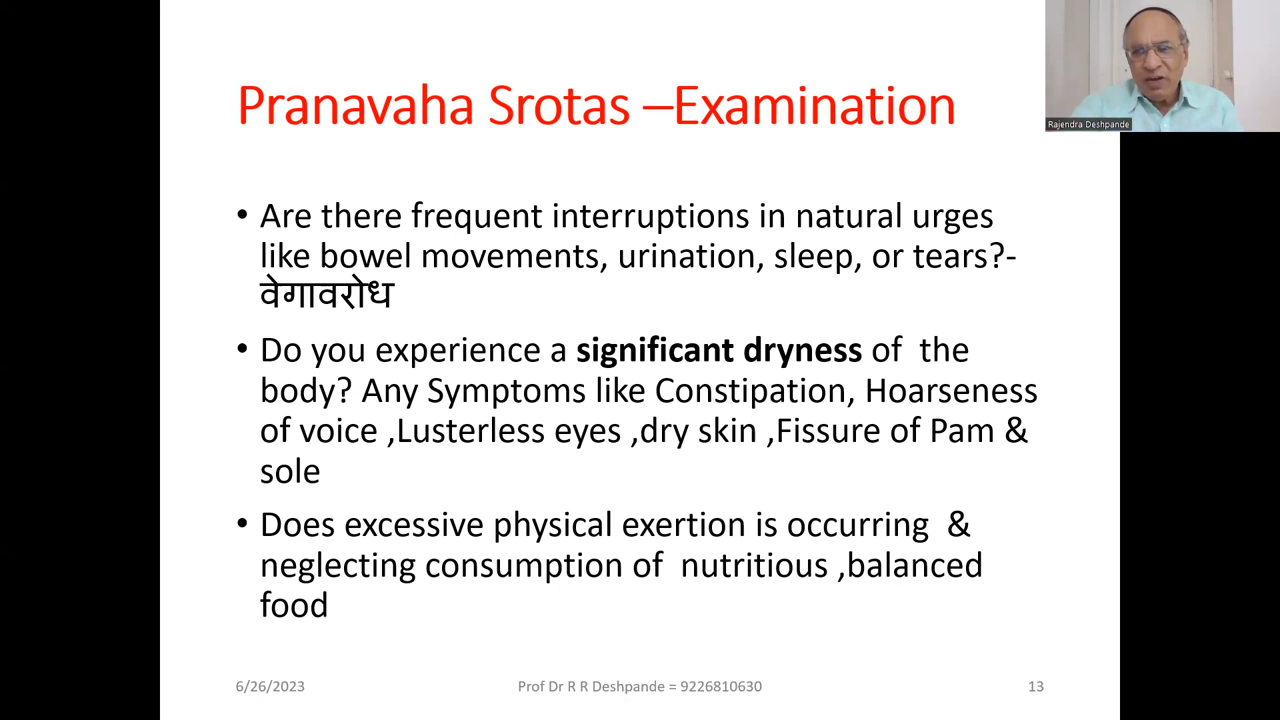 Pranavaha Srotas –Examination
Rajendra Deshpande
• Are there frequent interruptions in natural urges
like bowel movements, urination, sleep, or tears?-
वेगावरोध
• Do you experience a significant dryness of the
body? Any Symptoms like Constipation, Hoarseness
of voice ,Lusterless eyes ,dry skin ,Fissure of Pam &
sole
• Does excessive physical exertion is occurring &
neglecting consumption of nutritious ,balanced
food
6/26/2023
Prof Dr R R Deshpande = 9226810630
13